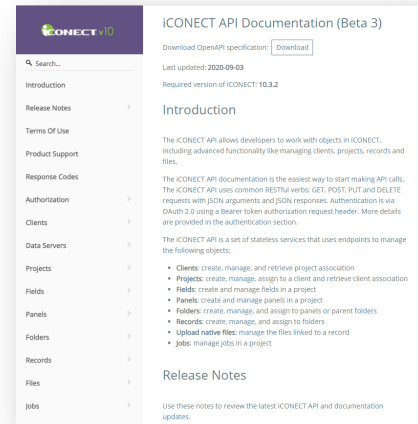 iCONECT v10
Search...
Introduction
Release Notes
Terms Of Use
Product Support
Response Codes
Authorization
Clients
Data Servers
Projects
Fields
Panels
Folders
Records
Files
Jobs
iCONECT API Documentation (Beta 3)
Download OpenAPI specification: Download
Last updated: 2020-09-03
Required version of iCONECT: 10.3.2
Introduction
The iCONECT API allows developers to work with objects in iCONECT,
including advanced functionality like managing clients, projects, records and
files.
The iCONECT API documentation is the easiest way to start making API calls.
The iCONECT API uses common RESTful verbs: GET, POST, PUT and DELETE
requests with JSON arguments and JSON responses. Authentication is via
OAuth 2.0 using a Bearer token authorization request header. More details
are provided in the authentication section.
The iCONECT API is a set of stateless services that uses endpoints to manage
the following objects:
Clients: create, manage, and retrieve project association
Projects: create, manage, assign to a client and retrieve client association
Fields: create and manage fields in a project
Panels: create and manage panels in a project
Folders: create, manage, and assign to panels or parent folders
Records: create, manage, and assign to folders
Upload native files: manage the files linked to a record
Jobs: manage jobs in a project
Release Notes
Use these notes to review the latest iCONECT API and documentation
updates.